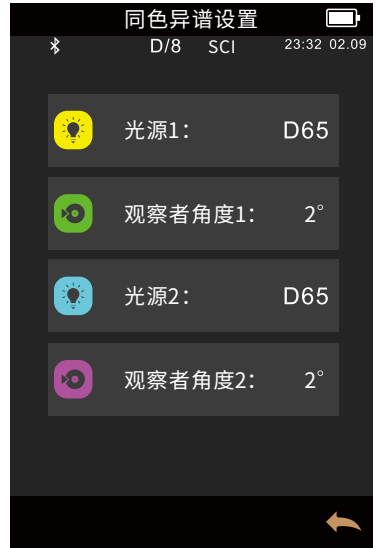 同色异谱设置
D/8 SCI 23:32 02.09
光源1： D65
观察者角度1： 2°
光源2： D65
观察者角度2： 2°